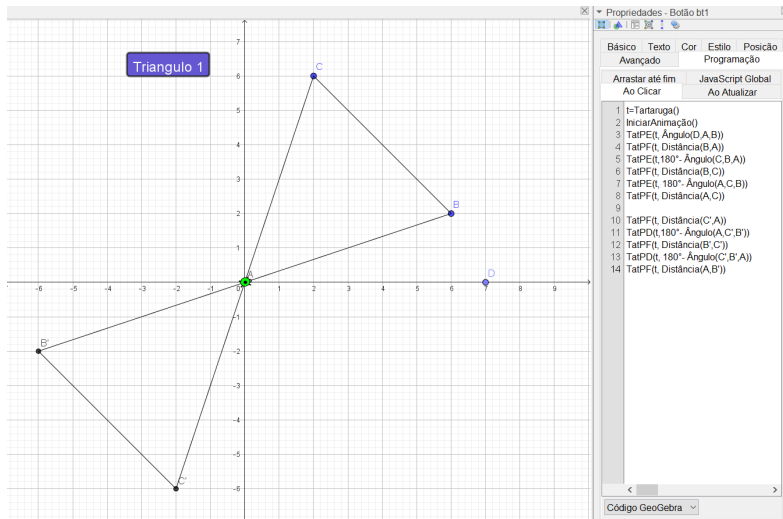 Propriedades - Botão bt1
Básico Texto Cor Estilo Posição
Avançado Programação
Arrastar até fim JavaScript Global
Ao Clicar Ao Atualizar
1 t=Tartaruga()
2 IniciarAnimação()
3 TatPE(t, Ângulo(D,A,B))
4 TatPF(t, Distância(B,A))
5 TatPE(t,180°- Ângulo(C,B,A))
6 TatPF(t, Distância(B,C))
7 TatPE(t, 180°- Ângulo(A,C,B))
8 TatPF(t, Distância(A,C))
9
10 TatPF(t, Distância(C',A))
11 TatPD(t,180°- Ângulo(A,C',B'))
12 TatPF(t, Distância(B',C'))
13 TatPD(t,180°- Ângulo(C',B',A))
14 TatPF(t, Distância(A,B'))
Código GeoGebra
Triangulo 1
7
C
6
5
4
3
B
2
1
A
D
-6 -5 -4 -3 -2 -1 0 1 2 3 4 5 6 7 8 9
-1
B'
-2
-3
-4
-5
C'
-6